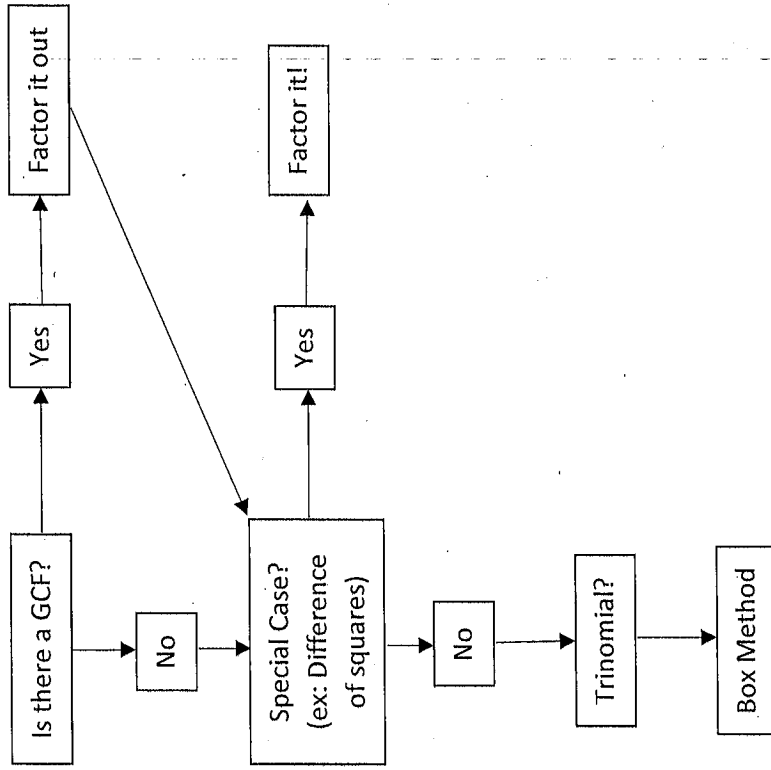 Is there a GCF?
Yes
Factor it out
No
Special Case?
(ex: Difference
of squares)
Yes
Factor it!
No
Trinomial?
Box Method